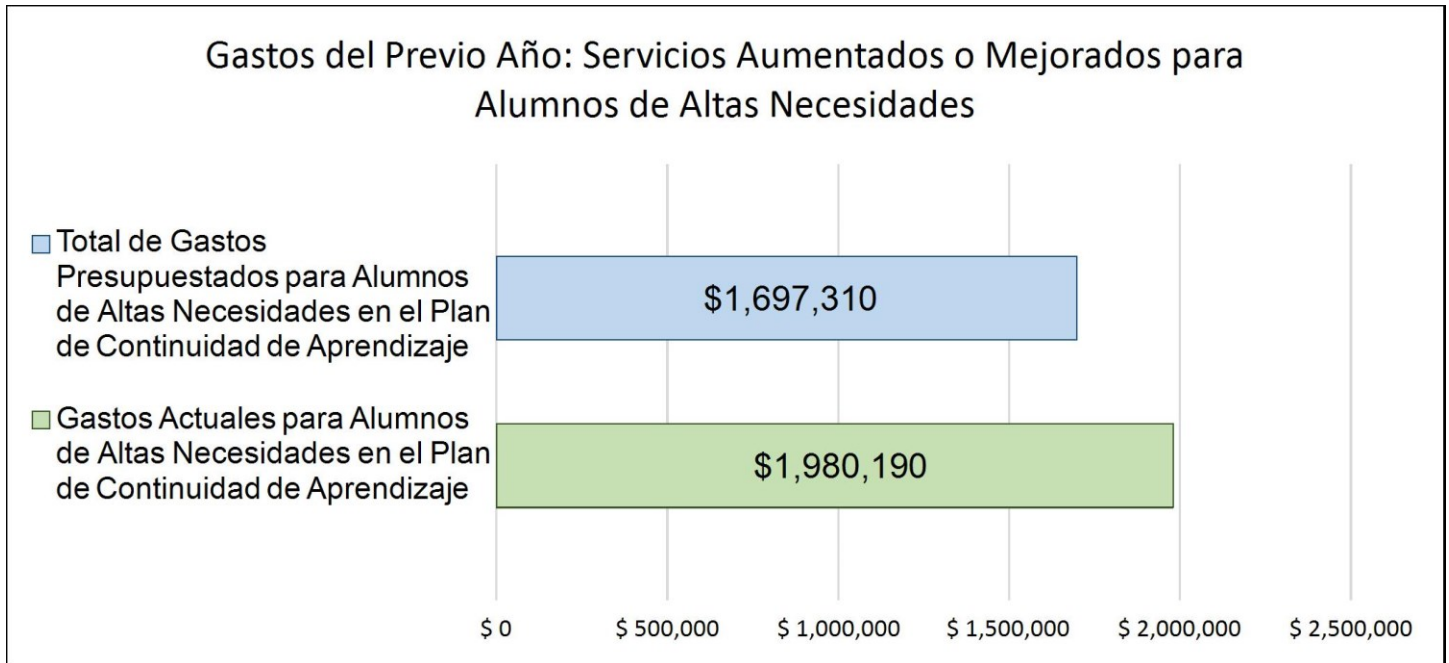 Gastos del Previo Año: Servicios Aumentados o Mejorados para
Alumnos de Altas Necesidades
Total de Gastos
Presupuestados para Alumnos
de Altas Necesidades en el Plan
de Continuidad de Aprendizaje
$1,697,310
Gastos Actuales para Alumnos
de Altas Necesidades en el Plan
de Continuidad de Aprendizaje
$1,980,190
$ 0
$ 500,000
$ 1,000,000
$ 1,500,000
$ 2,000,000
$ 2,500,000